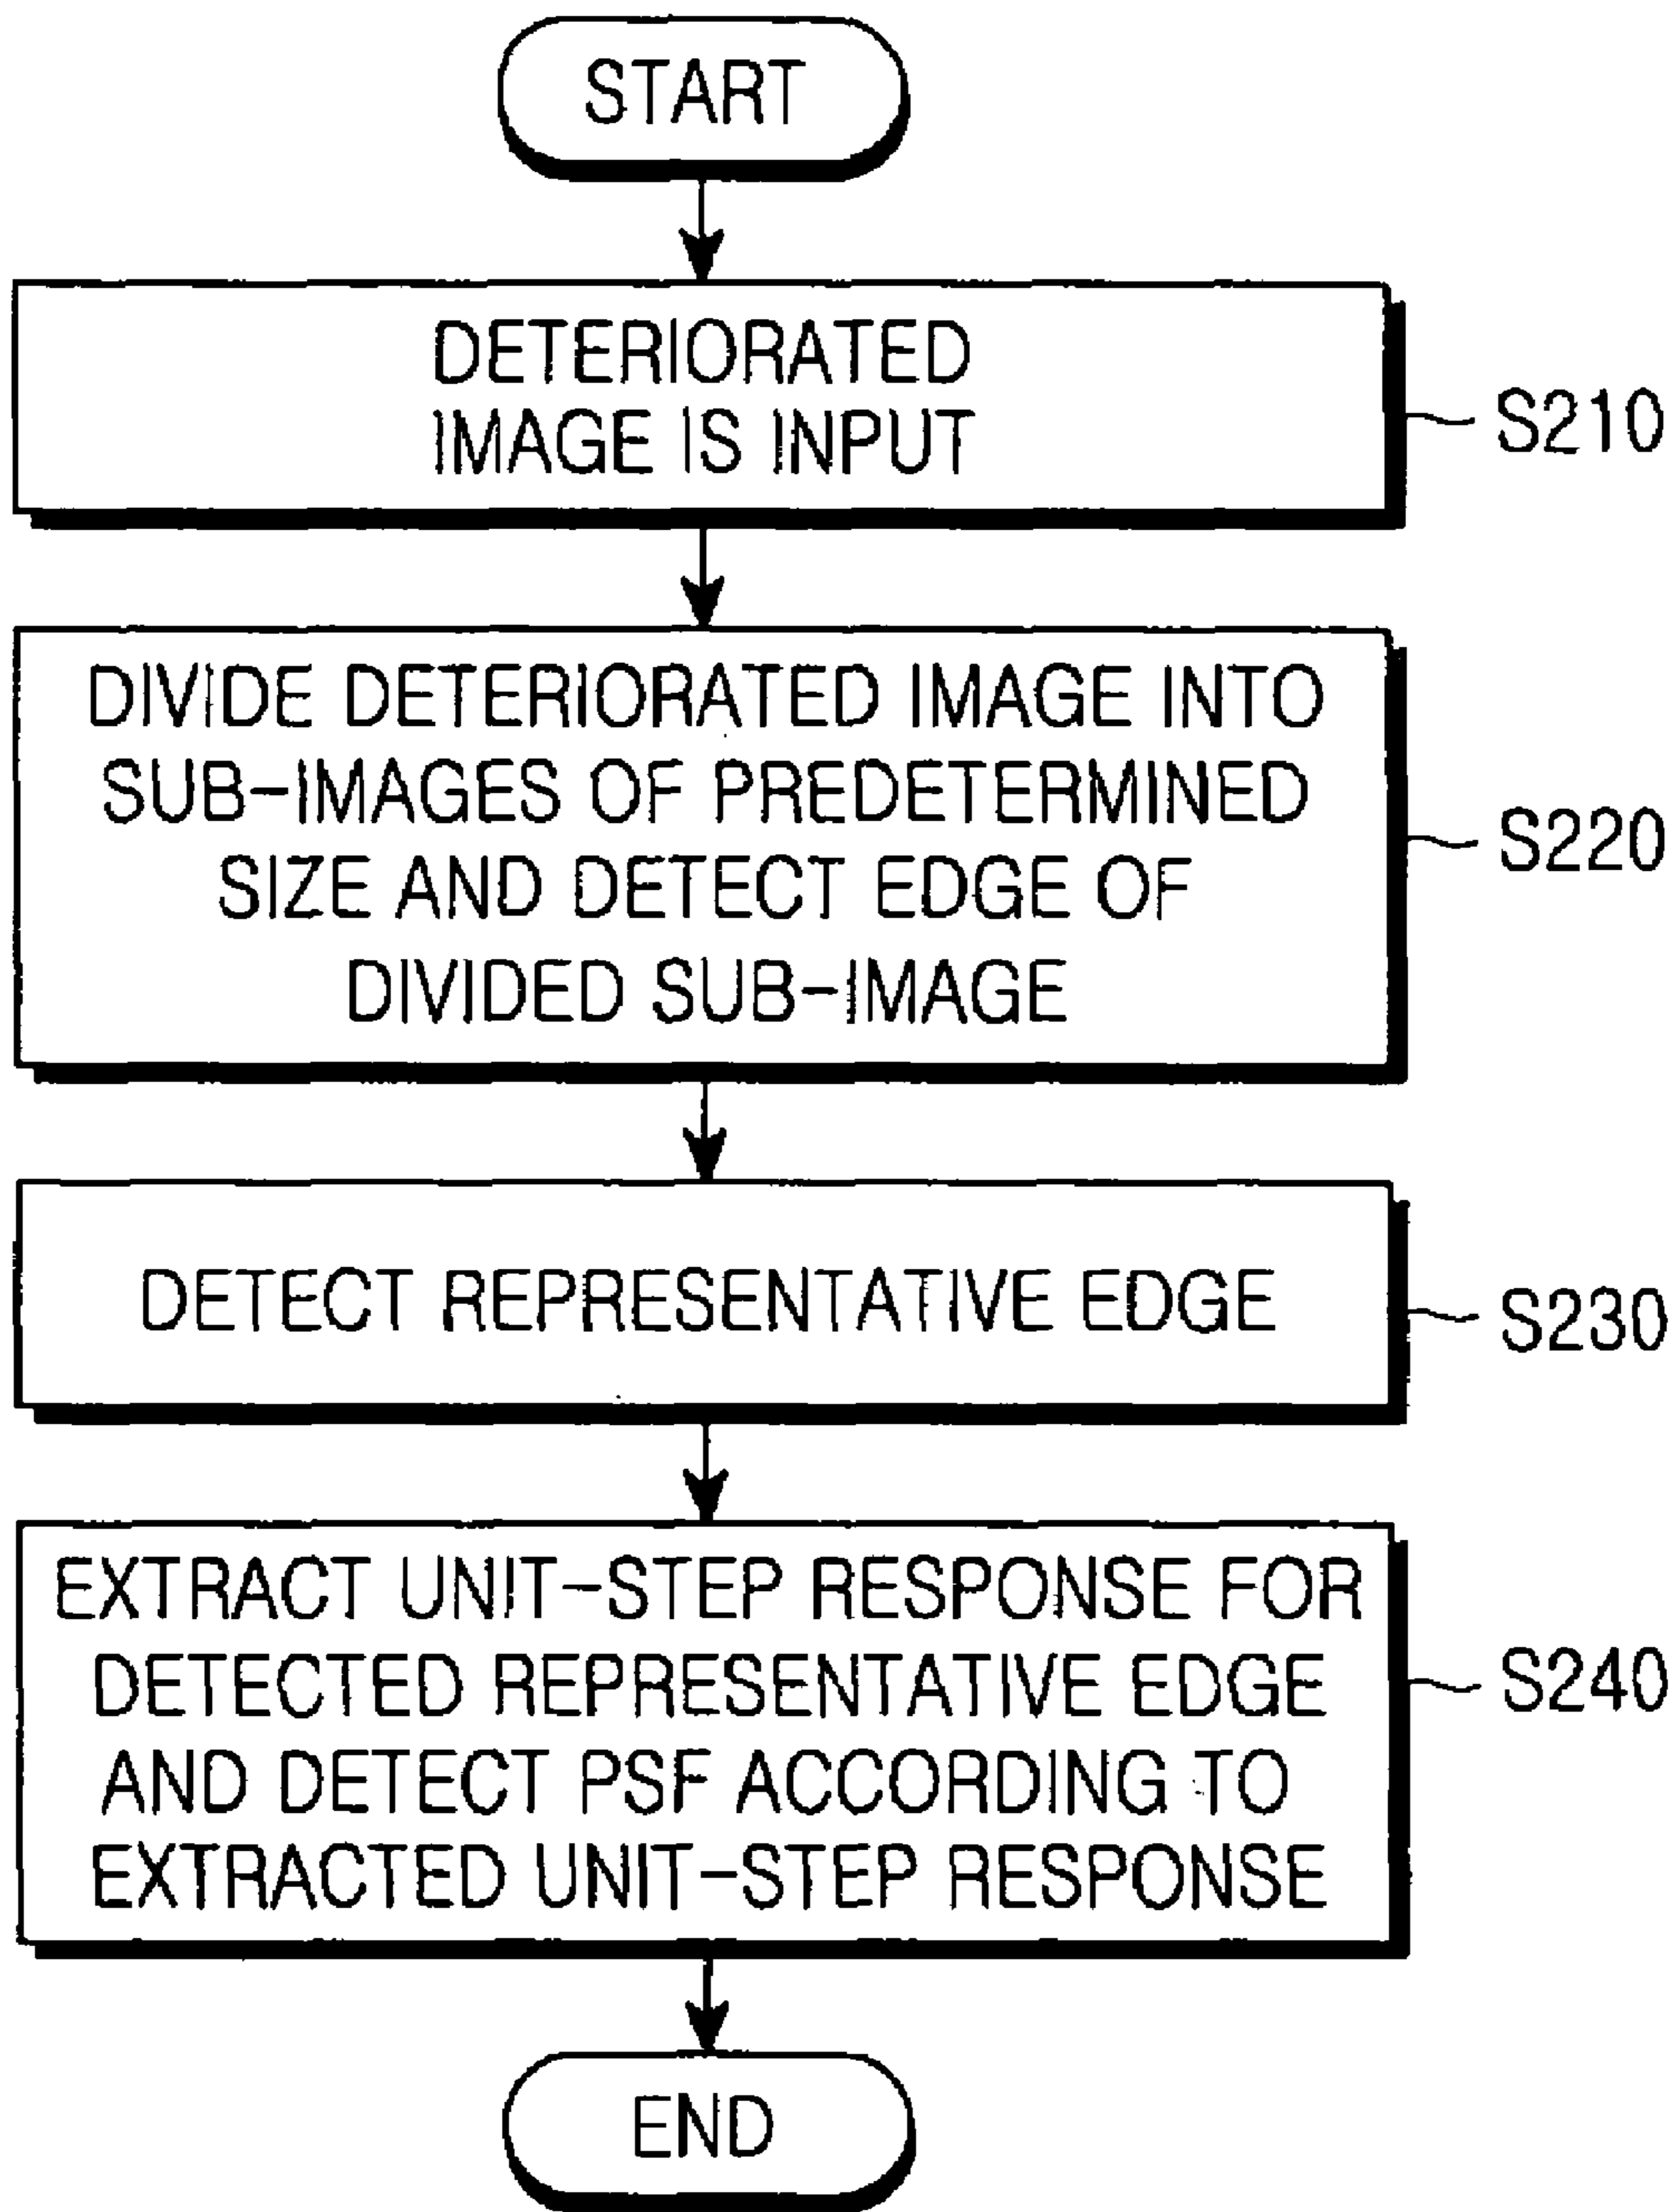 START
DETERIORATED
IMAGE IS INPUT
S210
DIVIDE DETERIORATED IMAGE INTO
SUB-IMAGES OF PREDETERMINED
SIZE AND DETECT EDGE OF
DIVIDED SUB-IMAGE
S220
DETECT REPRESENTATIVE EDGE
S230
EXTRACT UNIT-STEP RESPONSE FOR
DETECTED REPRESENTATIVE EDGE
AND DETECT PSF ACCORDING TO
EXTRACTED UNIT-STEP RESPONSE
S240
END